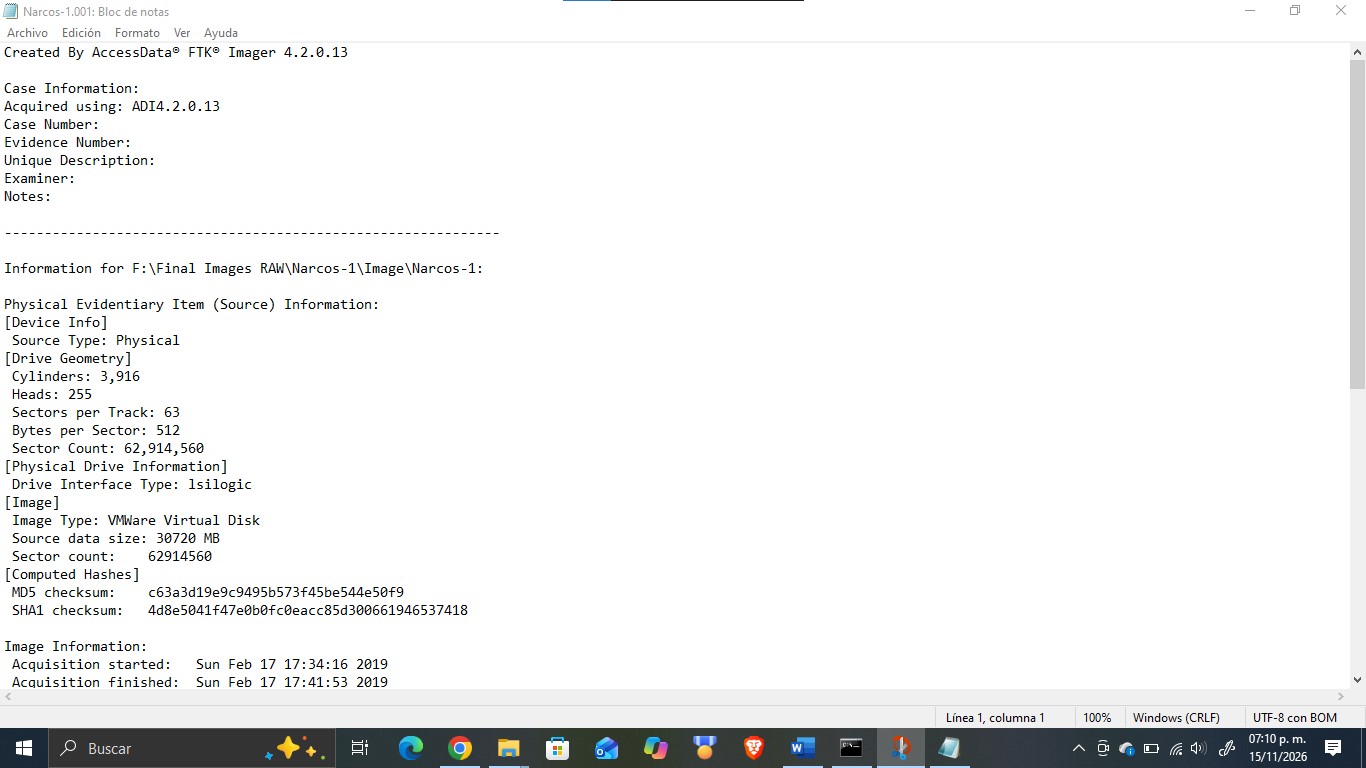 Narcos-1.001: Bloc de notas
Archivo Edición Formato Ver Ayuda
Created By AccessData® FTK® Imager 4.2.0.13
Case Information:
Acquired using: ADI4.2.0.13
Case Number:
Evidence Number:
Unique Description:
Examiner:
Notes:
--------------------------------------------------------------
Information for F:\Final Images RAW\Narcos-1\Image\Narcos-1:
Physical Evidentiary Item (Source) Information:
[Device Info]
Source Type: Physical
[Drive Geometry]
Cylinders: 3,916
Heads: 255
Sectors per Track: 63
Bytes per Sector: 512
Sector Count: 62,914,560
[Physical Drive Information]
Drive Interface Type: lsilogic
[Image]
Image Type: VMWare Virtual Disk
Source data size: 30720 MB
Sector count:    62914560
[Computed Hashes]
MD5 checksum:    c63a3d19e9c9495b573f45be544e50f9
SHA1 checksum:   4d8e5041f47e0b0fc0eacc85d300661946537418
Image Information:
Acquisition started:   Sun Feb 17 17:34:16 2019
Acquisition finished:  Sun Feb 17 17:41:53 2019
Línea 1, columna 1 100% Windows (CRLF) UTF-8 con BOM
Buscar
07:10 p. m.
15/11/2026